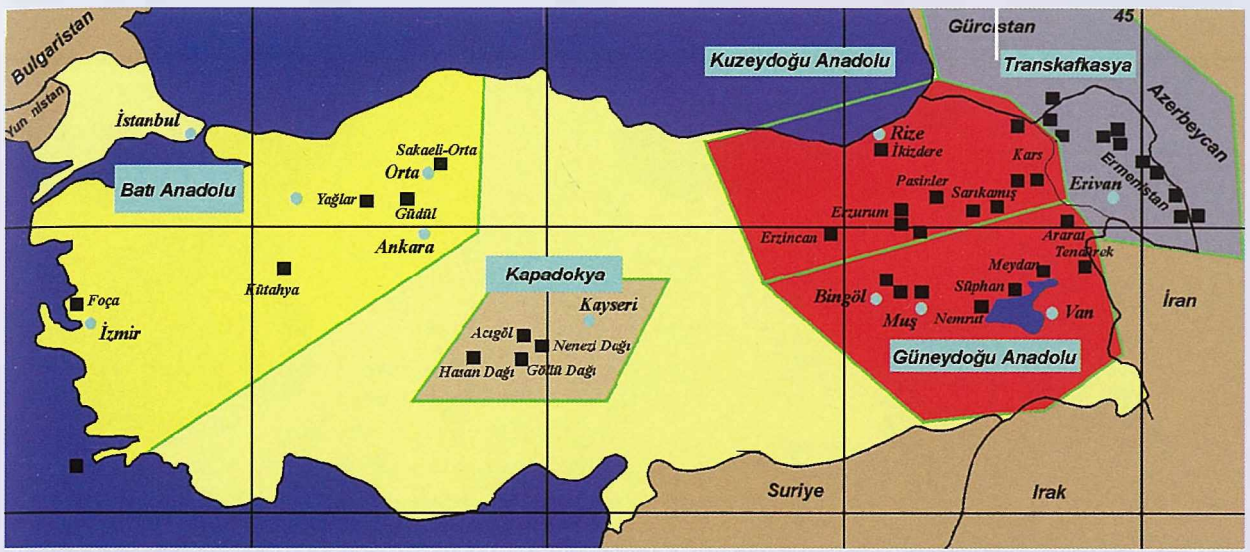 45
Bulgaristan
Gürcistan
Kuzeydoğu Anadolu
Transkafkasya
Azerbeycan
İstanbul
Rize
İkizdere
Kars
Ermenistan
Sakaeli-Orta
Orta
Batı Anadolu
Yağlar
Güdül
Pasinler
Sarıkamış
Erivan
Erzurum
Erzincan
Ankara
Ararat
Tendürek
Kapadokya
Meydan
Kütahya
Süphan
Bingöl
Muş
Nemrut
Van
İran
Foça
İzmir
Kayseri
Acıgöl
Nenezi Dağı
Hasan Dağı
Göllü Dağı
Güneydoğu Anadolu
Suriye
Irak